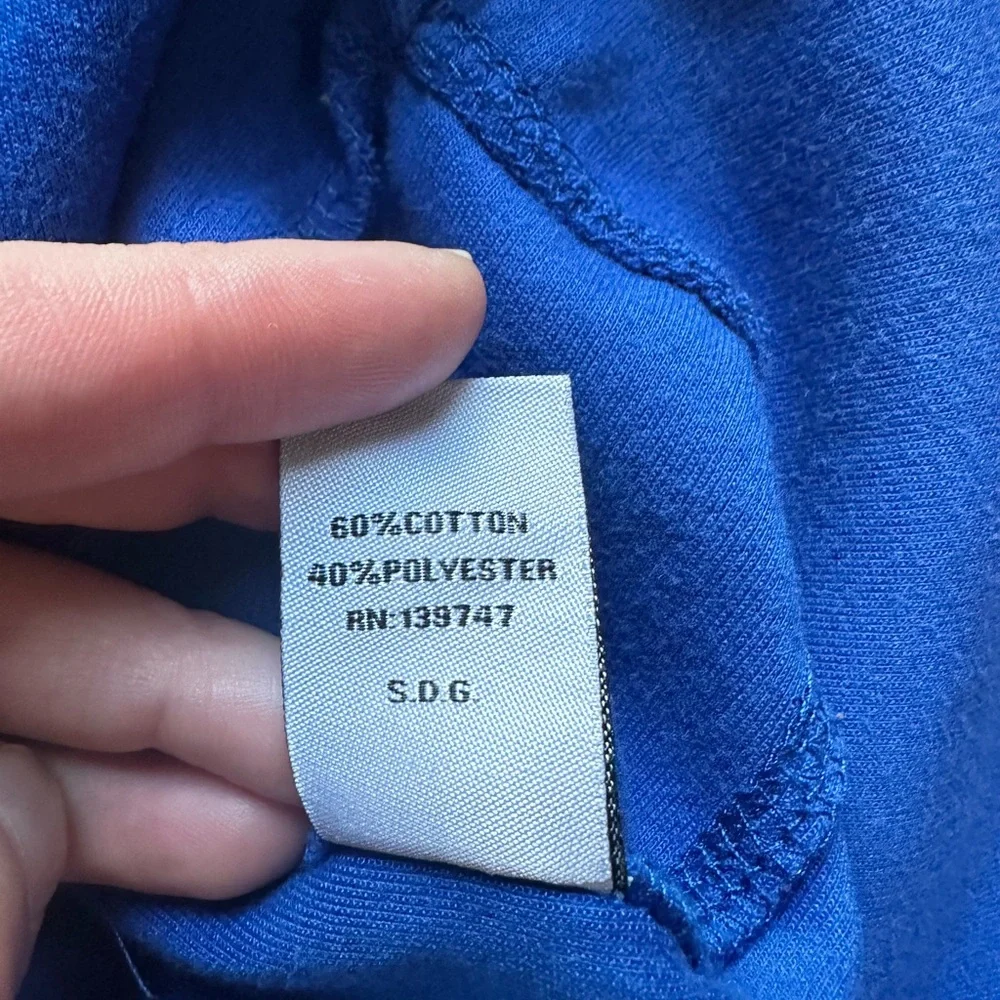 60%COTTON
40%POLYESTER
RN:139747
S.D.G.